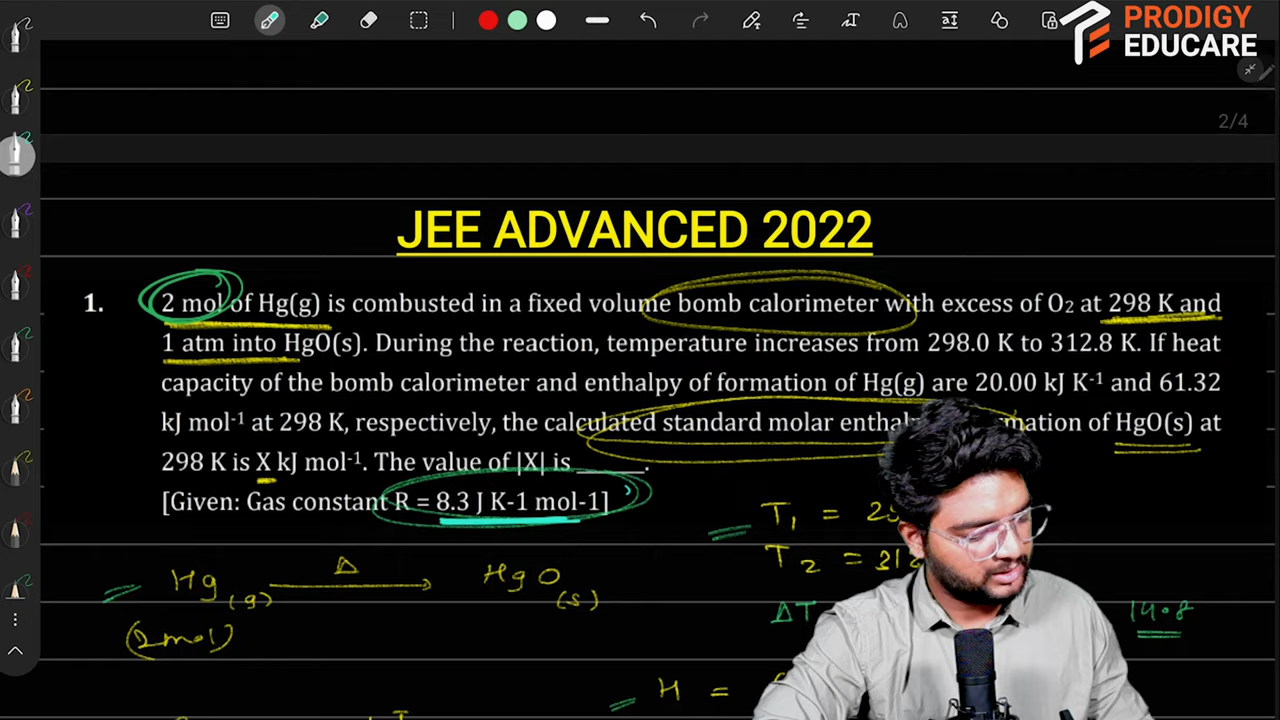 PRODIGY
EDUCARE
2/4
JEE ADVANCED 2022
1. 2 mol of Hg(g) is combusted in a fixed volume bomb calorimeter with excess of O₂ at 298 K and
1 atm into HgO(s). During the reaction, temperature increases from 298.0 K to 312.8 K. If heat
capacity of the bomb calorimeter and enthalpy of formation of Hg(g) are 20.00 kJ K⁻¹ and 61.32
kJ mol⁻¹ at 298 K, respectively, the calculated standard molar enthal mation of HgO(s) at
298 K is X kJ mol⁻¹. The value of |X| is ______.
[Given: Gas constant R = 8.3 J K-1 mol-1]
T₁ = 29
T₂ = 312
Hg(g) Δ→ HgO(s)
ΔT 14.8
(2mol)
H =